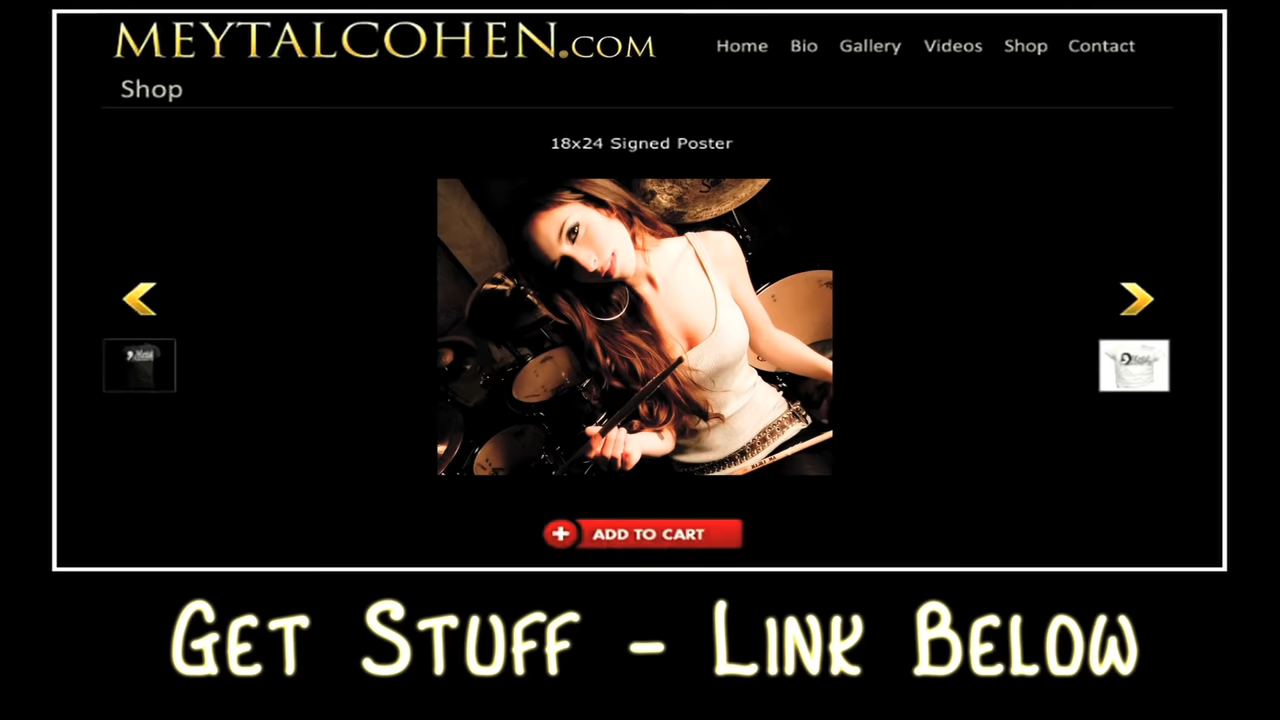 MEYTALCOHEN.COM
Home Bio Gallery Videos Shop Contact
Shop
18x24 Signed Poster
ADD TO CART
GET STUFF - LINK BELOW